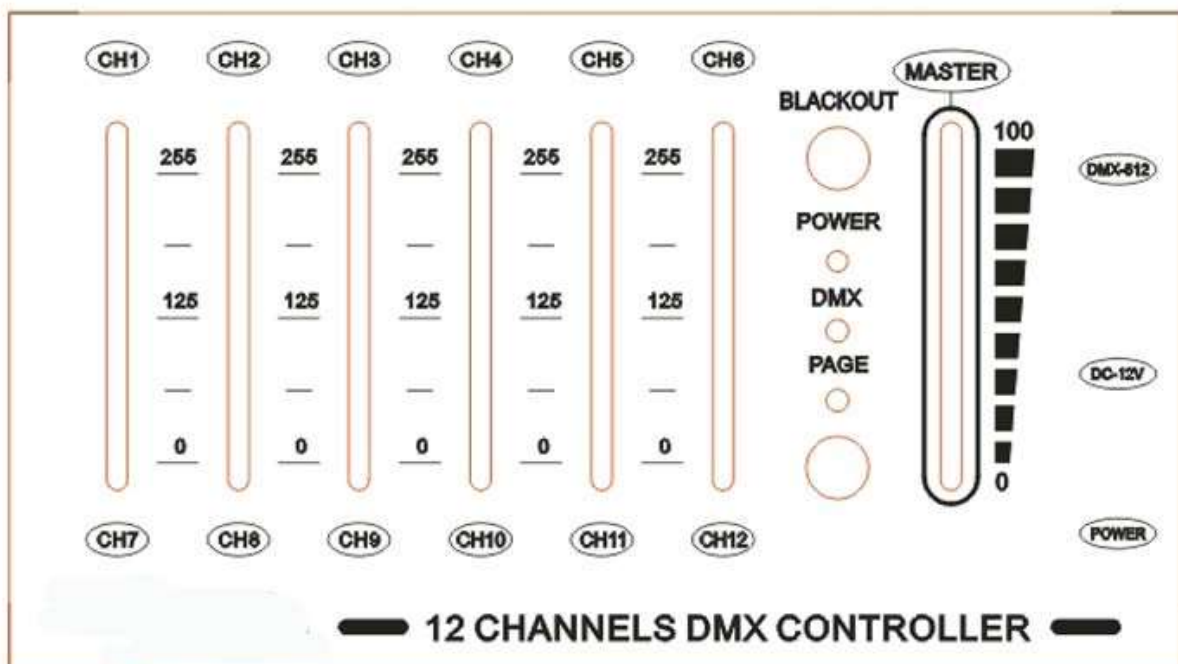 CH1 CH2 CH3 CH4 CH5 CH6 MASTER
BLACKOUT
100
255 255 255 255 255
DMX-512
POWER
125 125 125 125 125
DMX
PAGE
DC-12V
0 0 0 0 0
0
CH7 CH8 CH9 CH10 CH11 CH12
POWER
12 CHANNELS DMX CONTROLLER